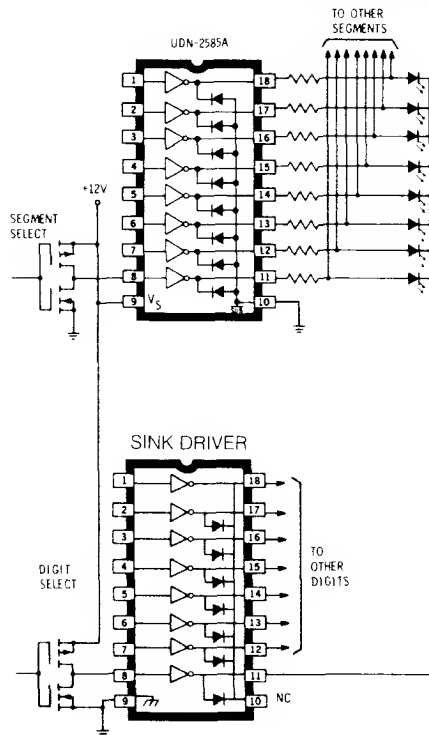 TO OTHER
SEGMENTS
UDN-2585A
1 18
2 17
3 16
4 15
5 14
6 13
7 12
8 11
9 VS 10
+12V
SEGMENT
SELECT
SINK DRIVER
1 18
2 17
3 16
4 15
5 14
6 13
7 12
8 11
9 10 NC
TO
OTHER
DIGITS
DIGIT
SELECT